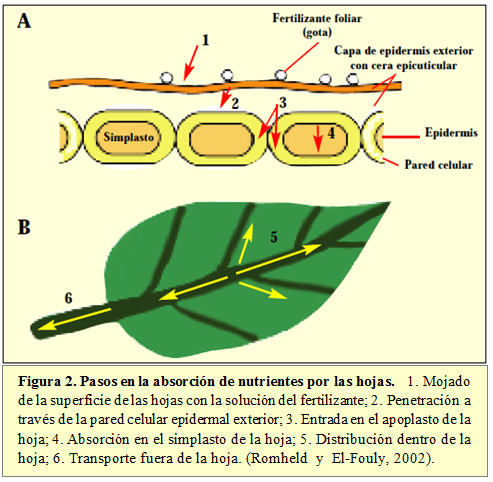 A
1
Fertilizante foliar
(gota)
Capa de epidermis exterior
con cera epicuticular
2
3
Simplasto
4
Epidermis
Pared celular
B
5
6
Figura 2. Pasos en la absorción de nutrientes por las hojas. 1. Mojado
de la superficie de las hojas con la solución del fertilizante; 2. Penetración a
través de la pared celular epidermal exterior; 3. Entrada en el apoplasto de
la hoja; 4. Absorción en el simplasto de la hoja; 5. Distribución dentro de la
hoja; 6. Transporte fuera de la hoja. (Romheld y El-Fouly, 2002).